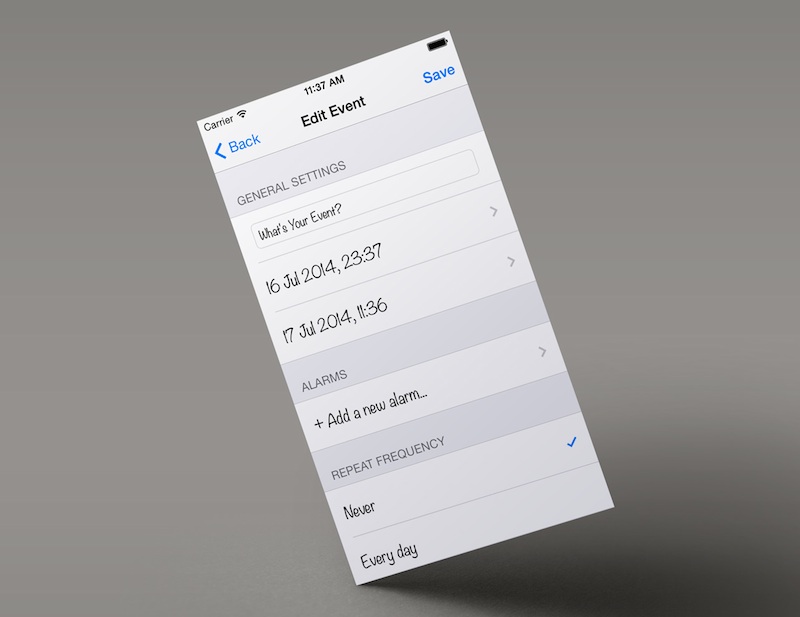 Carrier 11:37 AM
Back Edit Event Save
GENERAL SETTINGS
What's Your Event?
16 Jul 2014, 23:37
17 Jul 2014, 11:36
ALARMS
+ Add a new alarm...
REPEAT FREQUENCY
Never
Every day